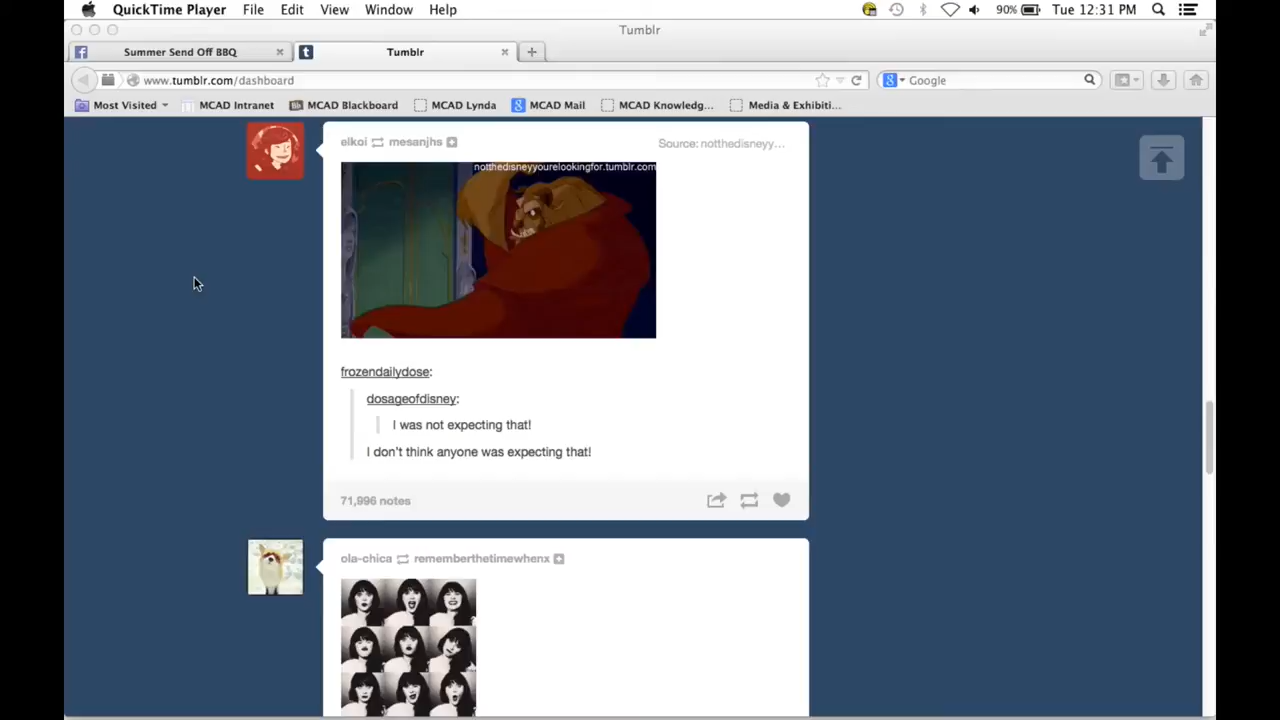 QuickTime Player File Edit View Window Help 90% Tue 12:31 PM
Tumblr
Summer Send Off BBQ Tumblr
www.tumblr.com/dashboard Google
Most Visited MCAD Intranet MCAD Blackboard MCAD Lynda MCAD Mail MCAD Knowledg... Media & Exhibiti...
elkoi mesanjhs Source: notthedisneyy...
notthedisneyyourelookingfor.tumblr.com
frozendailydose:
dosageofdisney:
I was not expecting that!
I don't think anyone was expecting that!
71,996 notes
ola-chica rememberthetimewhenx